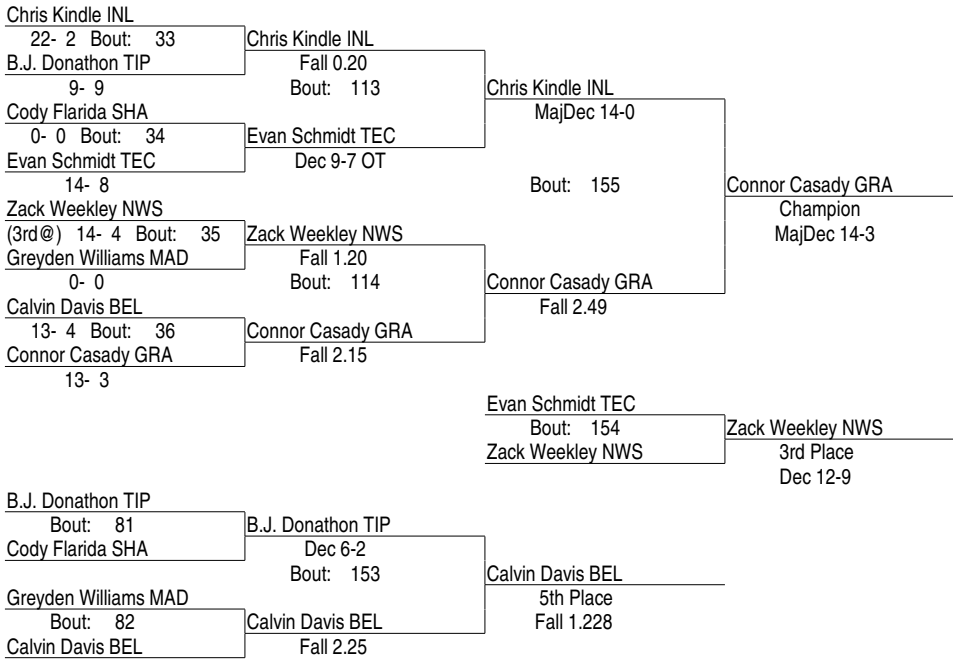 Chris Kindle INL
22- 2 Bout: 33
B.J. Donathon TIP
9- 9
Cody Flarida SHA
0- 0 Bout: 34
Evan Schmidt TEC
14- 8
Zack Weekley NWS
(3rd@) 14- 4 Bout: 35
Greyden Williams MAD
0- 0
Calvin Davis BEL
13- 4 Bout: 36
Connor Casady GRA
13- 3
Chris Kindle INL
Fall 0.20
Bout: 113
Evan Schmidt TEC
Dec 9-7 OT
Zack Weekley NWS
Fall 1.20
Bout: 114
Connor Casady GRA
Fall 2.15
Chris Kindle INL
MajDec 14-0
Bout: 155
Connor Casady GRA
Fall 2.49
Connor Casady GRA
Champion
MajDec 14-3
Evan Schmidt TEC
Bout: 154
Zack Weekley NWS
Zack Weekley NWS
3rd Place
Dec 12-9
B.J. Donathon TIP
Bout: 81
Cody Flarida SHA
Greyden Williams MAD
Bout: 82
Calvin Davis BEL
B.J. Donathon TIP
Dec 6-2
Bout: 153
Calvin Davis BEL
Fall 2.25
Calvin Davis BEL
5th Place
Fall 1.228